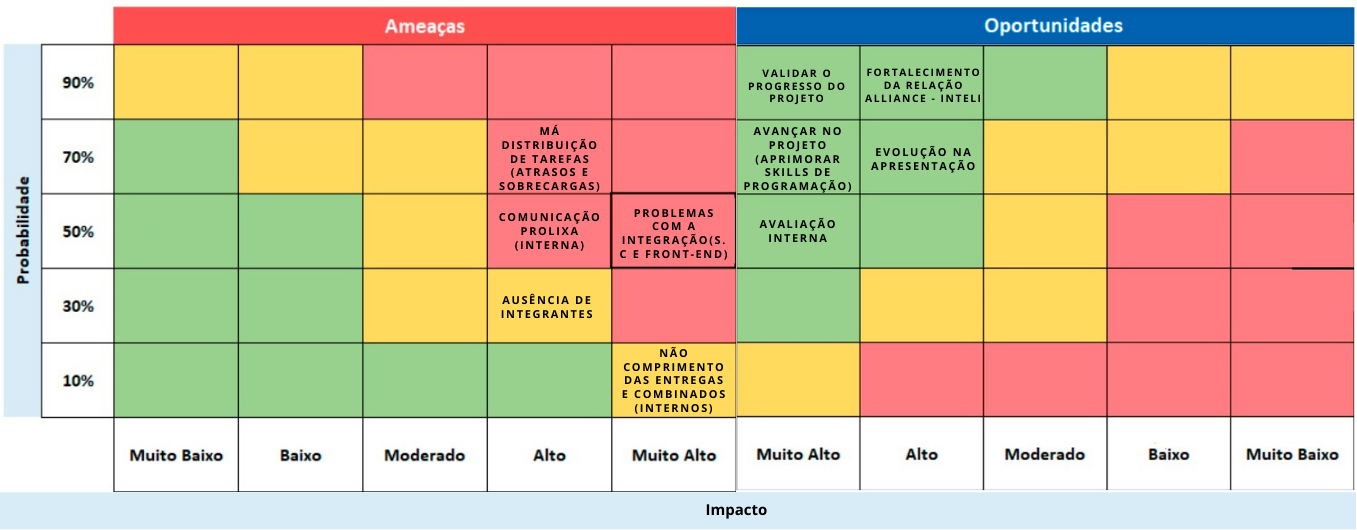 Ameaças
Oportunidades
Probabilidade
90%
VALIDAR O
PROGRESSO DO
PROJETO
FORTALECIMENTO
DA RELAÇÃO
ALLIANCE - INTELI
70%
MÁ
DISTRIBUIÇÃO
DE TAREFAS
(ATRASOS E
SOBRECARGAS)
AVANÇAR NO
PROJETO
(APRIMORAR
SKILLS DE
PROGRAMAÇÃO)
EVOLUÇÃO NA
APRESENTAÇÃO
50%
COMUNICAÇÃO
PROLIXA
(INTERNA)
PROBLEMAS
COM A
INTEGRAÇÃO(S.
C E FRONT-END)
AVALIAÇÃO
INTERNA
30%
AUSÊNCIA DE
INTEGRANTES
10%
NÃO
COMPRIMENTO
DAS ENTREGAS
E COMBINADOS
(INTERNOS)
Muito Baixo
Baixo
Moderado
Alto
Muito Alto
Muito Alto
Alto
Moderado
Baixo
Muito Baixo
Impacto